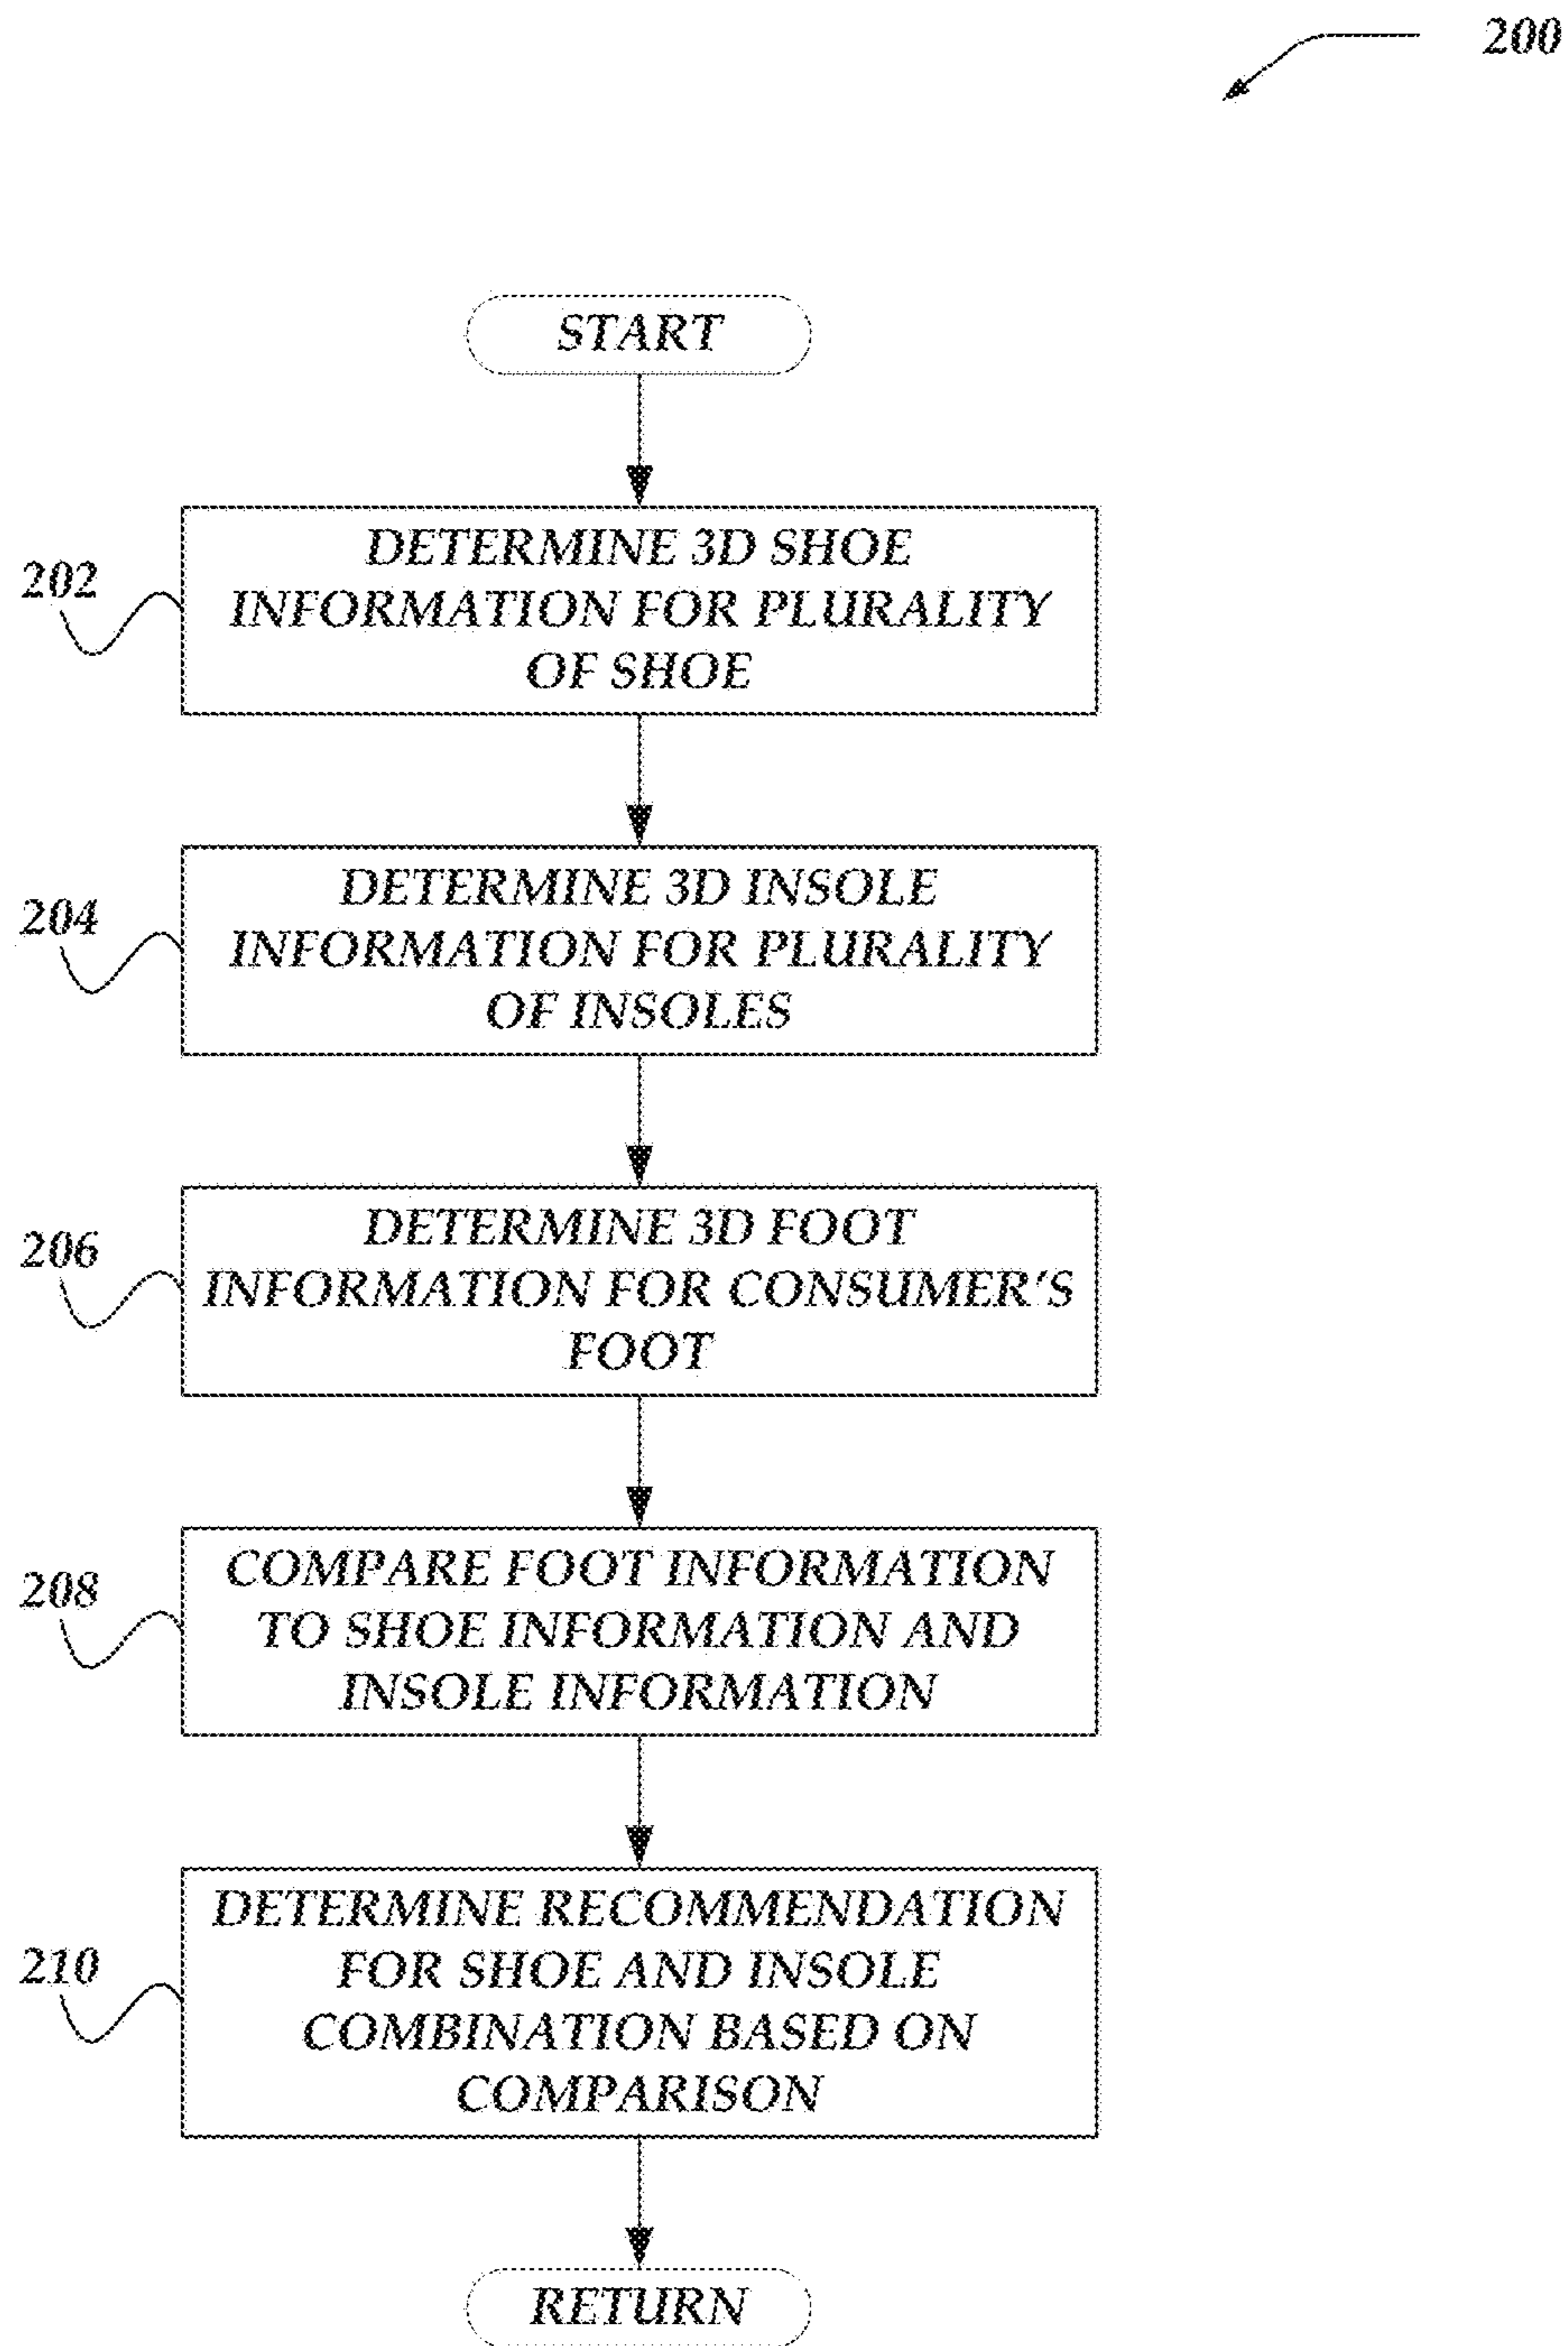 200
START
202
DETERMINE 3D SHOE
INFORMATION FOR PLURALITY
OF SHOE
204
DETERMINE 3D INSOLE
INFORMATION FOR PLURALITY
OF INSOLES
206
DETERMINE 3D FOOT
INFORMATION FOR CONSUMER'S
FOOT
208
COMPARE FOOT INFORMATION
TO SHOE INFORMATION AND
INSOLE INFORMATION
210
DETERMINE RECOMMENDATION
FOR SHOE AND INSOLE
COMBINATION BASED ON
COMPARISON
RETURN